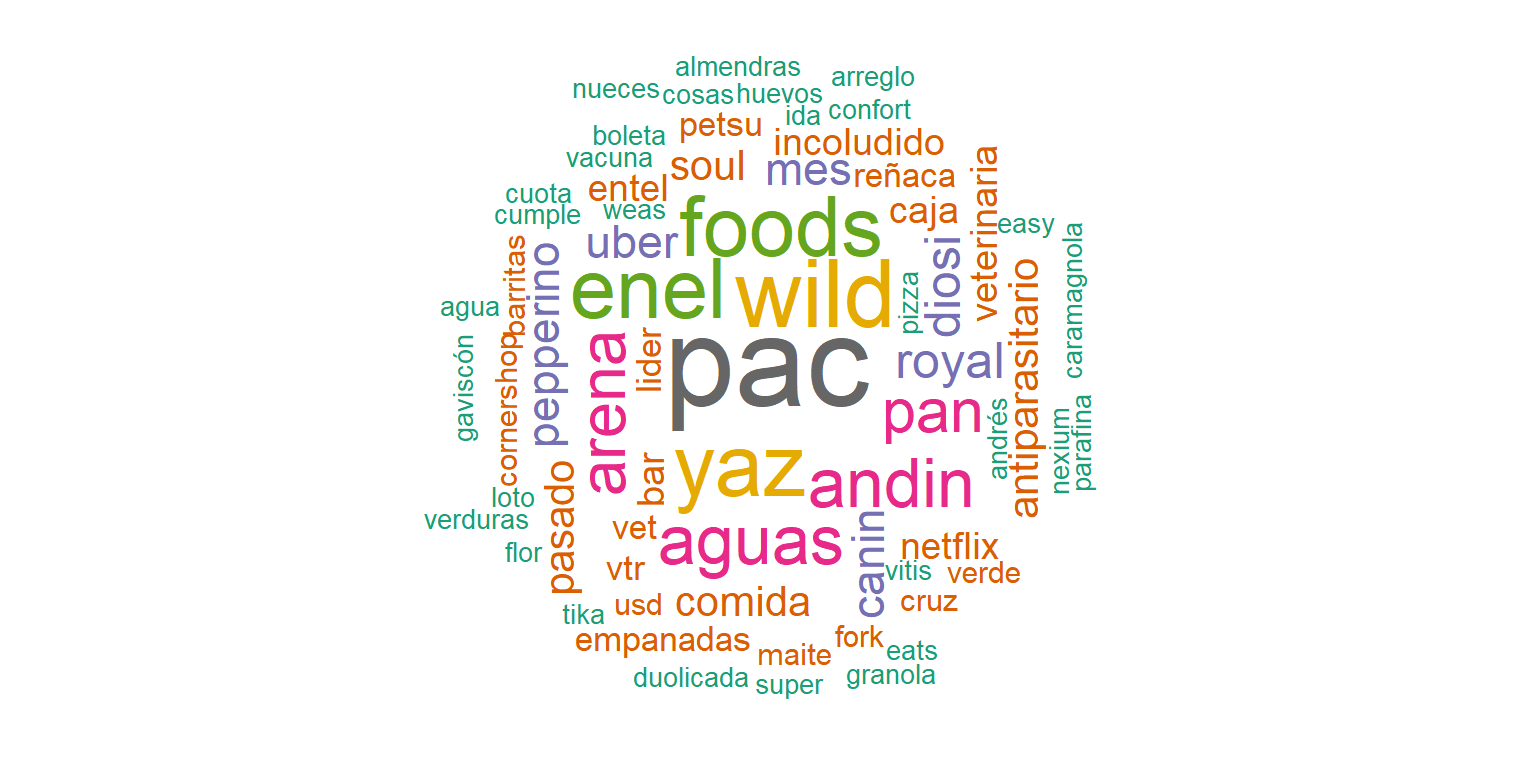 almendras
arreglo
nueces
cosas
huevos
ida
confort
petsu
boleta
incoludido
vacuna
soul
mes
reñaca
entel
cuota
cumple
weas
foods
caja
veterinaria
easy
uber
barritas
pepperino
enel
wild
pizza
diosi
antiparasitario
caramagnola
agua
gaviscón
cornershop
arena
lider
pac
royal
pan
andrés
nexium
parafina
pasado
bar
yaz
andin
loto
verduras
flor
vet
aguas
canin
netflix
vtr
vitis
verde
tika
usd
comida
cruz
empanadas
maite
fork
eats
duolicada
super
granola